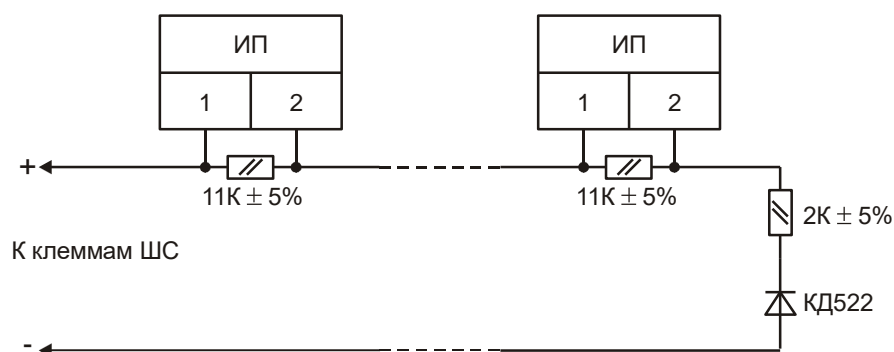 ИП
ИП
1 2
1 2
+
11К ± 5%
11К ± 5%
2К ± 5%
К клеммам ШС
КД522
-